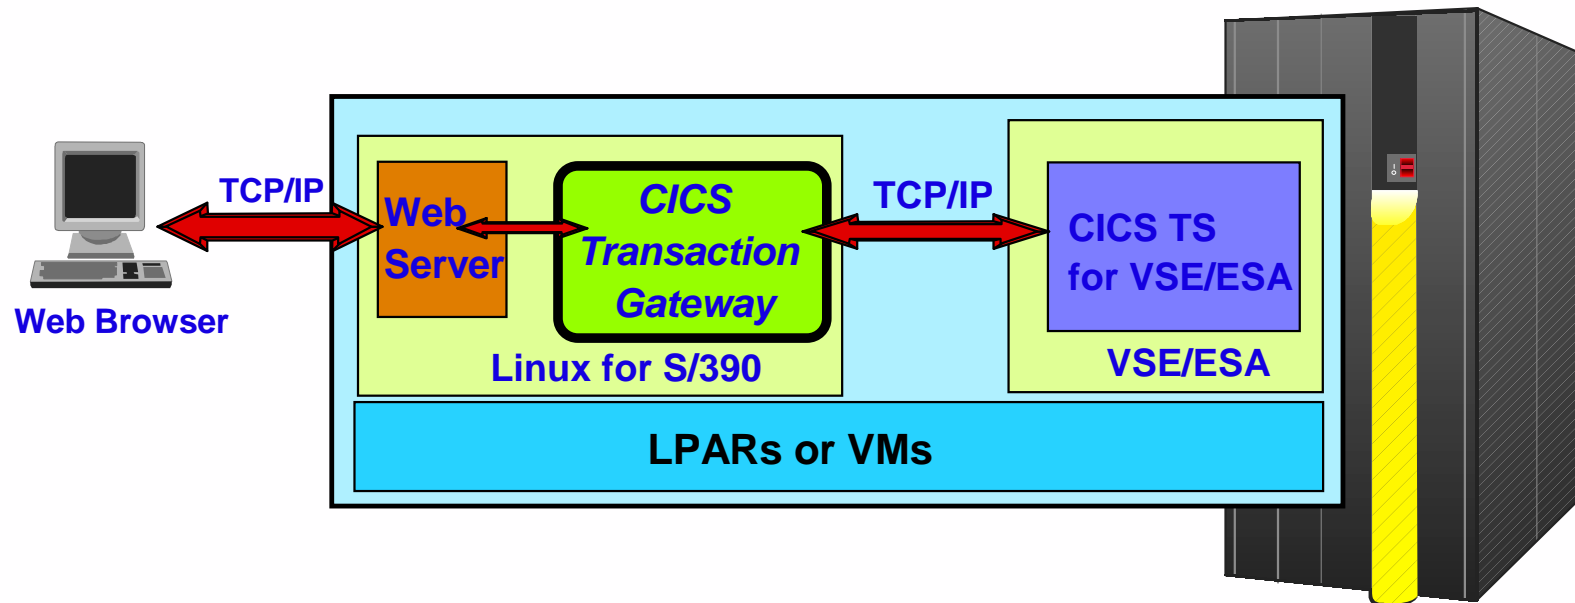 Web Browser
TCP/IP
Web
Server
CICS
Transaction
Gateway
Linux for S/390
TCP/IP
CICS TS
for VSE/ESA
VSE/ESA
LPARs or VMs